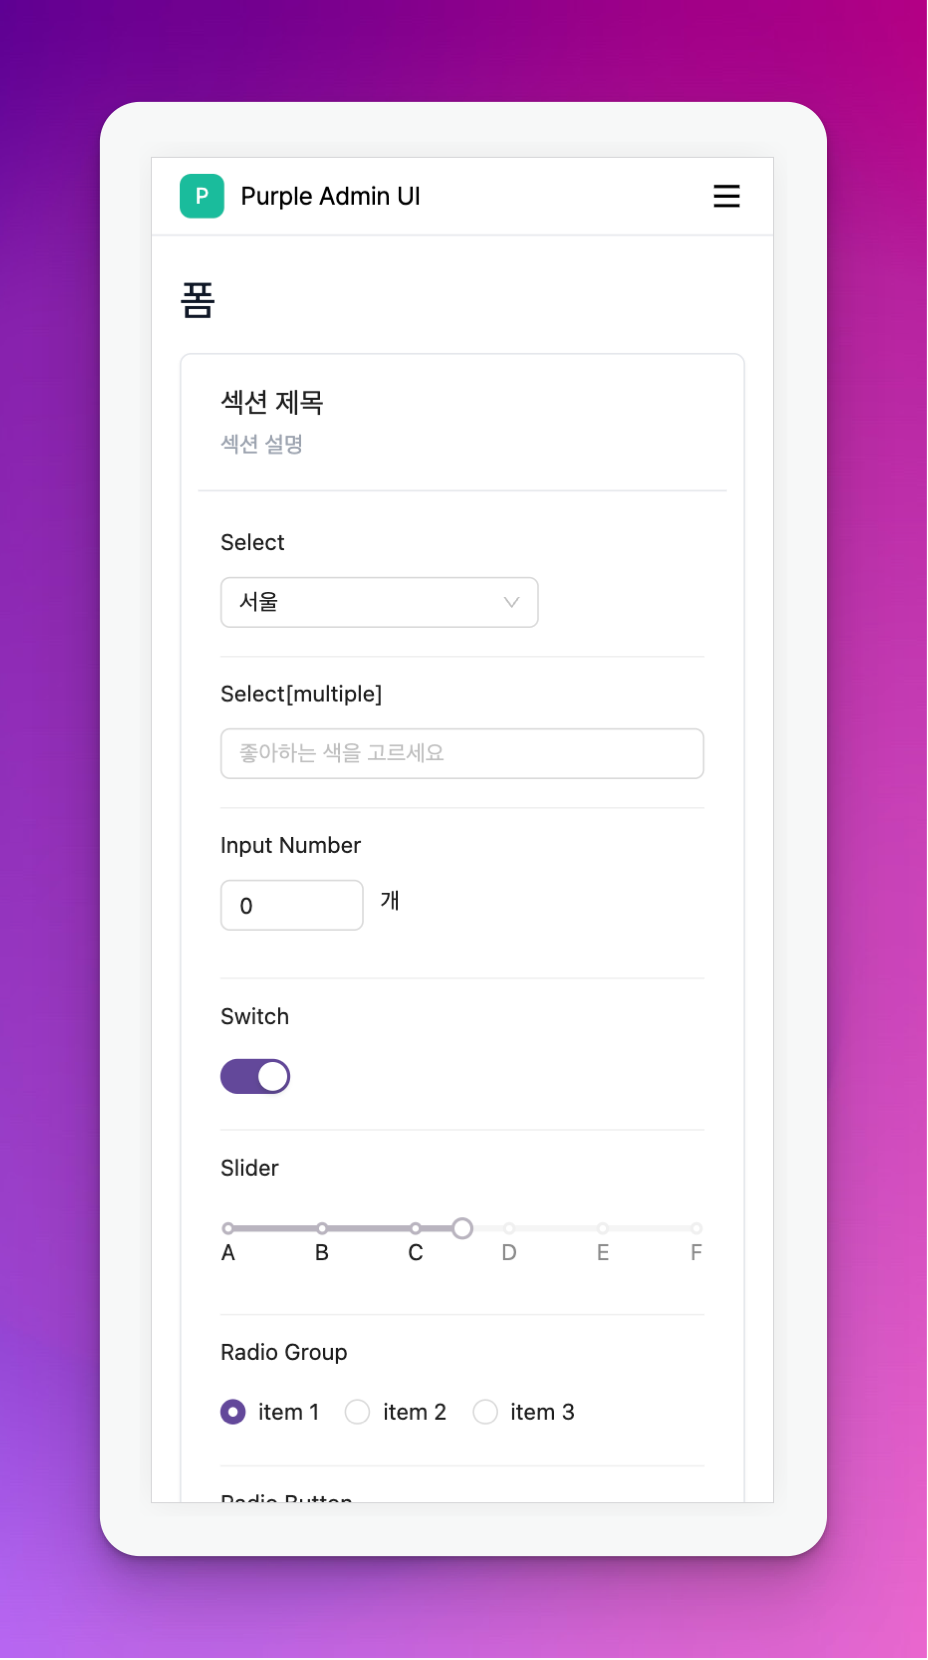 P Purple Admin UI
폼
섹션 제목
섹션 설명
Select
서울
Select[multiple]
좋아하는 색을 고르세요
Input Number
0 개
Switch
Slider
A B C D E F
Radio Group
item 1 item 2 item 3
Radio Button